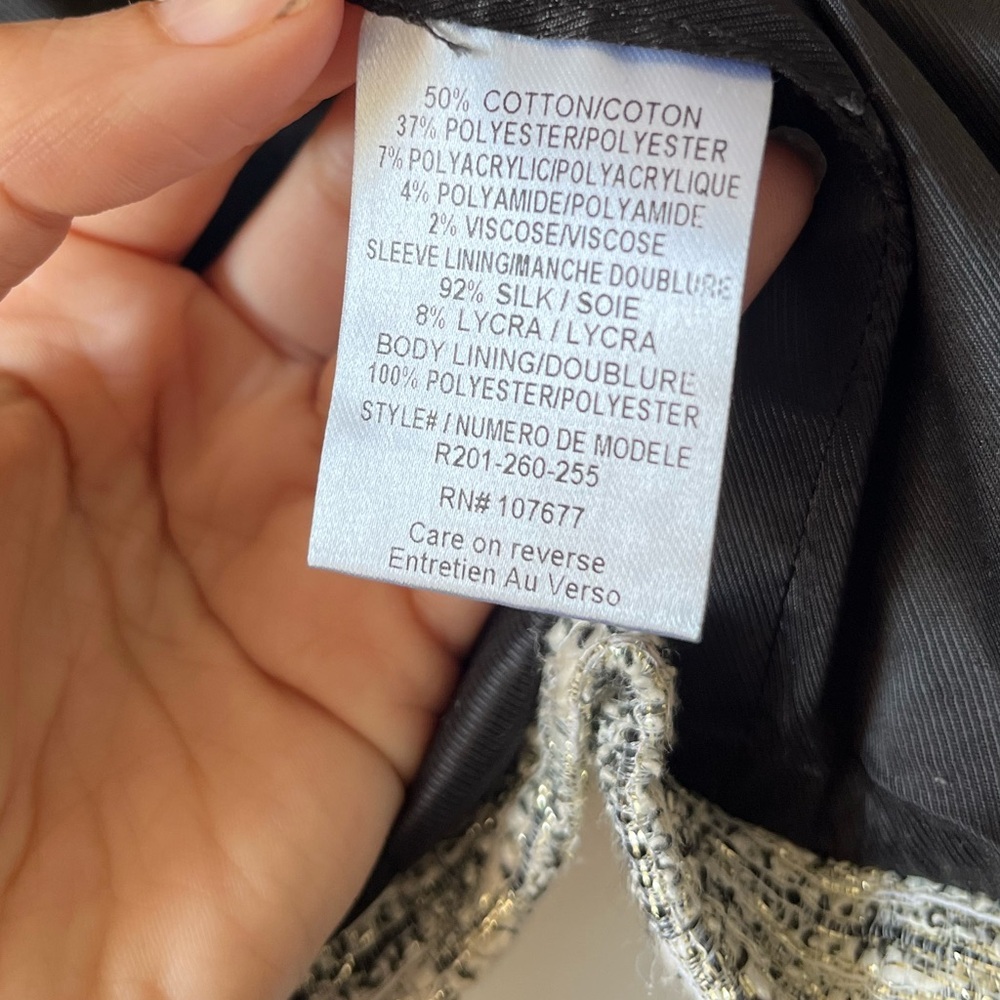 50% COTTON/COTON
37% POLYESTER/POLYESTER
7% POLYACRYLIC/POLYACRYLIQUE
4% POLYAMIDE/POLYAMIDE
2% VISCOSE/VISCOSE
SLEEVE LINING/MANCHE DOUBLURE
92% SILK / SOIE
8% LYCRA / LYCRA
BODY LINING/DOUBLURE
100% POLYESTER/POLYESTER
STYLE# / NUMERO DE MODELE
R201-260-255
RN# 107677
Care on reverse
Entretien Au Verso